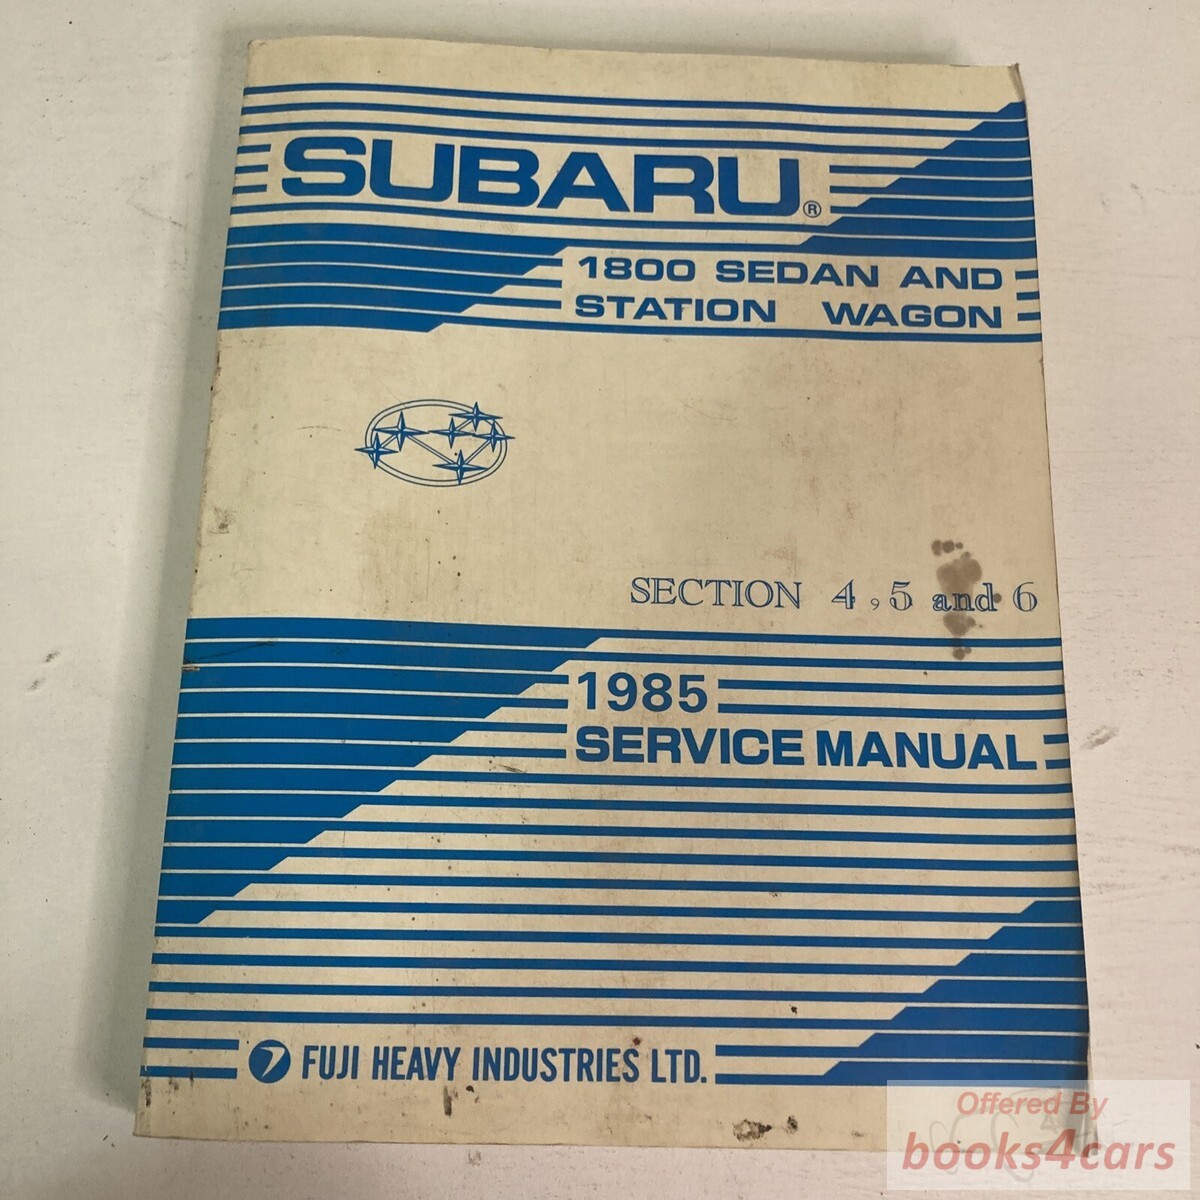 SUBARU®
1800 SEDAN AND
STATION WAGON
SECTION 4, 5 and 6
1985
SERVICE MANUAL
FUJI HEAVY INDUSTRIES LTD.
Offered By
books4cars